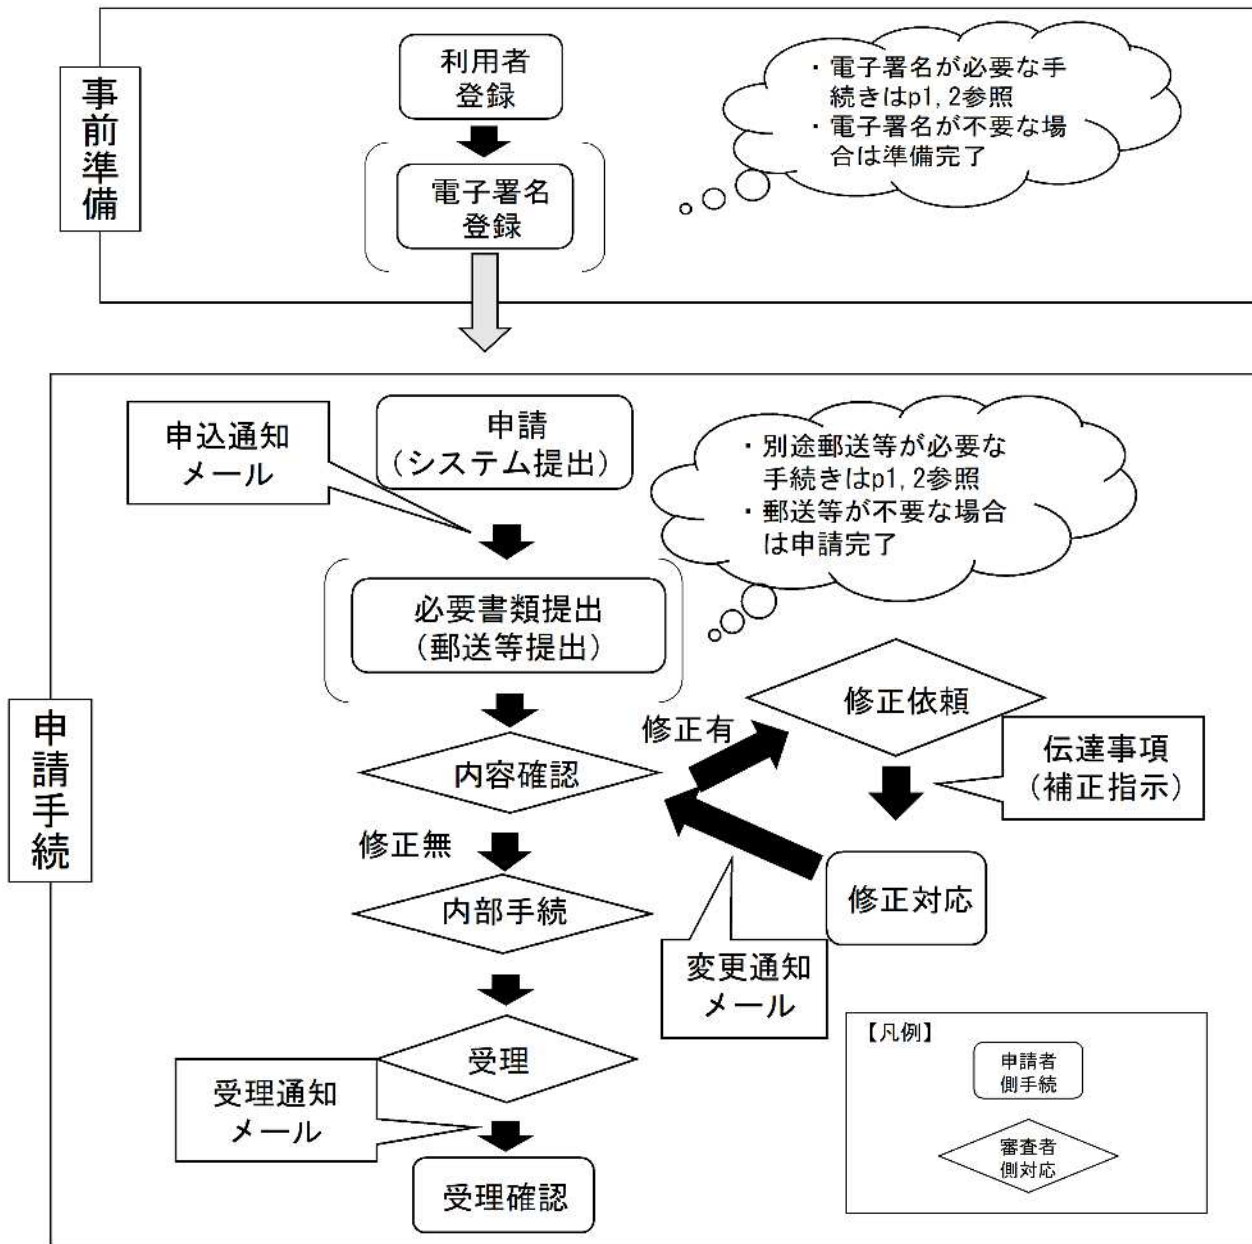 事前準備
利用者
登録
電子署名
登録
・電子署名が必要な手
続きはp1,2参照
・電子署名が不要な場
合は準備完了
申請手続
申込通知
メール
申請
(システム提出)
・別途郵送等が必要な
手続きはp1,2参照
・郵送等が不要な場合
は申請完了
必要書類提出
(郵送等提出)
内容確認
修正有
修正依頼
伝達事項
(補正指示)
修正対応
変更通知
メール
修正無
内部手続
受理
受理通知
メール
受理確認
【凡例】
申請者
側手続
審査者
側対応